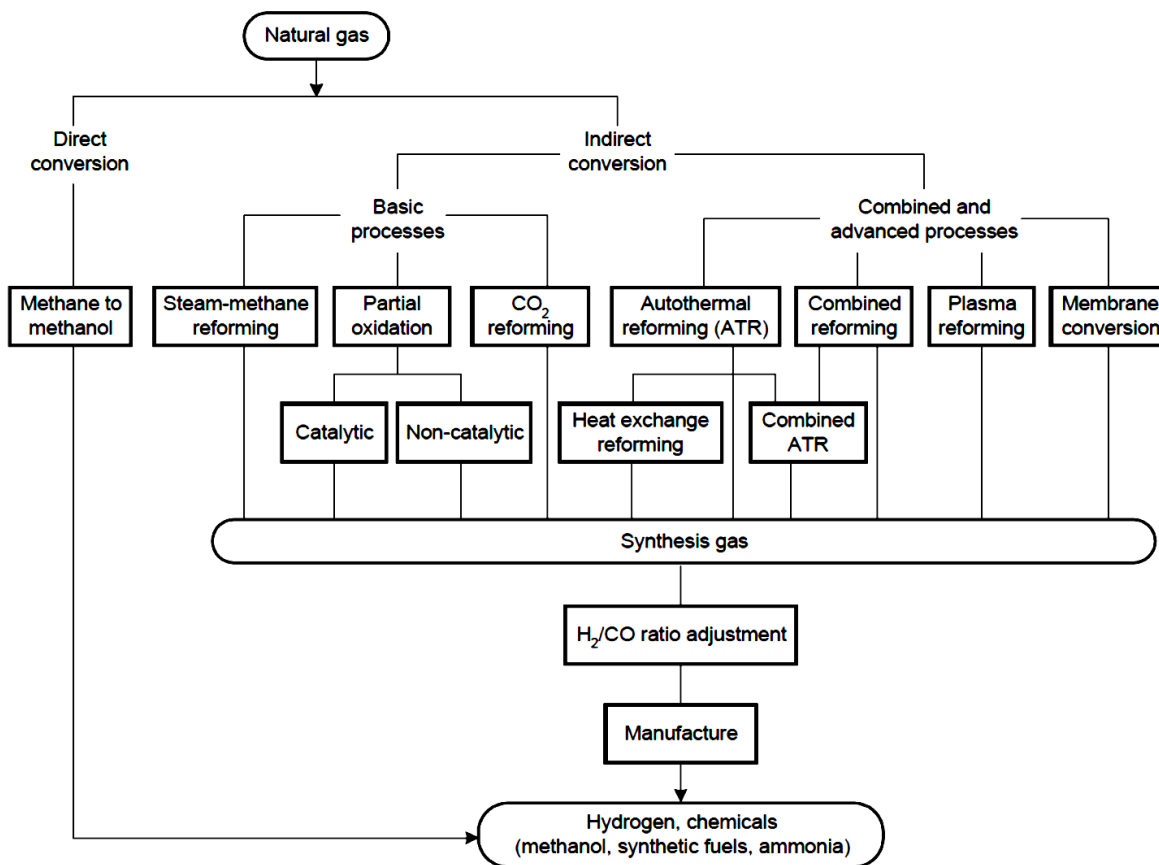 Natural gas
Direct
conversion
Indirect
conversion
Basic
processes
Combined and
advanced processes
Methane to
methanol
Steam-methane
reforming
Partial
oxidation
CO₂
reforming
Autothermal
reforming (ATR)
Combined
reforming
Plasma
reforming
Membrane
conversion
Catalytic
Non-catalytic
Heat exchange
reforming
Combined
ATR
Synthesis gas
H₂/CO ratio adjustment
Manufacture
Hydrogen, chemicals
(methanol, synthetic fuels, ammonia)